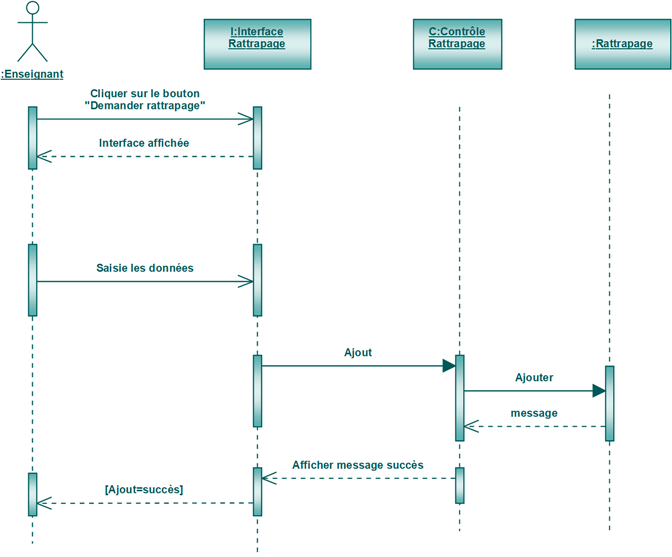 I:Interface
Rattrapage
C:Contrôle
Rattrapage
:Rattrapage
:Enseignant
Cliquer sur le bouton
"Demander rattrapage"
Interface affichée
Saisie les données
Ajout
Ajouter
message
Afficher message succès
[Ajout=succès]